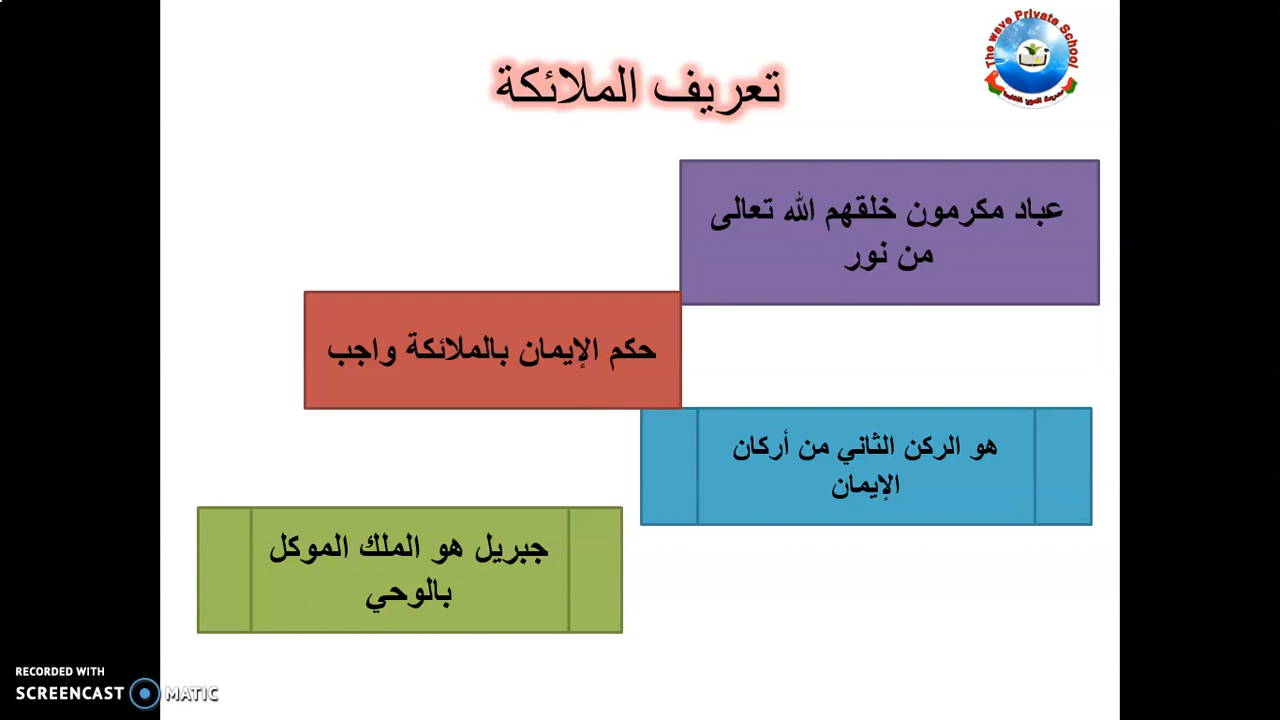 The wave Private School
تعريف الملائكة
عباد مكرمون خلقهم الله تعالى
من نور
حكم الإيمان بالملائكة واجب
هو الركن الثاني من أركان
الإيمان
جبريل هو الملك الموكل
بالوحي
RECORDED WITH
SCREENCAST MATIC